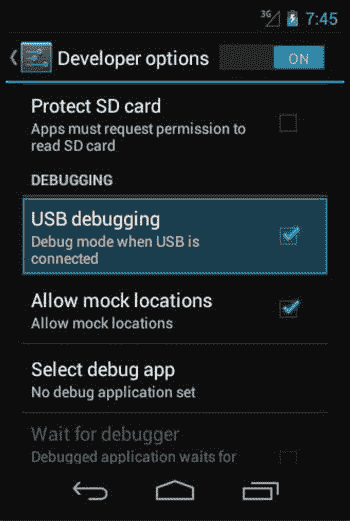 3G 7:45
Developer options ON
Protect SD card
Apps must request permission to
read SD card
DEBUGGING
USB debugging
Debug mode when USB is
connected
Allow mock locations
Allow mock locations
Select debug app
No debug application set
Wait for debugger
Debugged application waits for